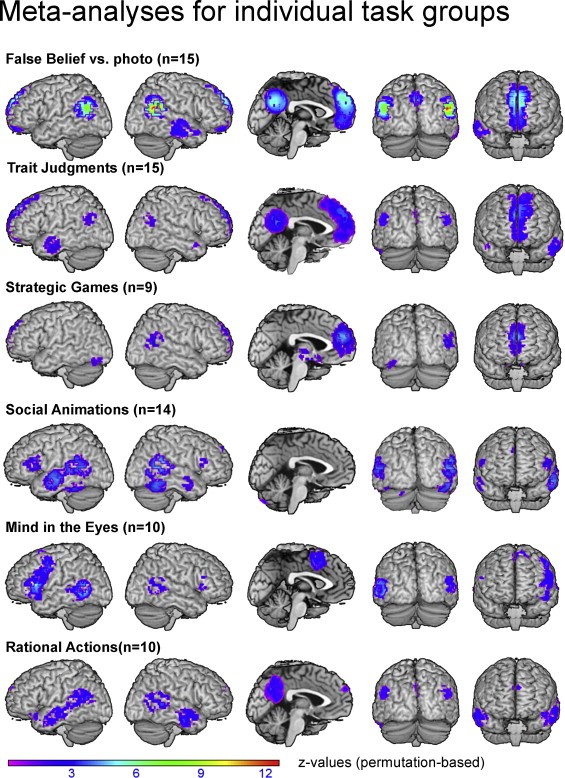 Meta-analyses for individual task groups
False Belief vs. photo (n=15)
Trait Judgments (n=15)
Strategic Games (n=9)
Social Animations (n=14)
Mind in the Eyes (n=10)
Rational Actions(n=10)
3 6 9 12 z-values (permutation-based)